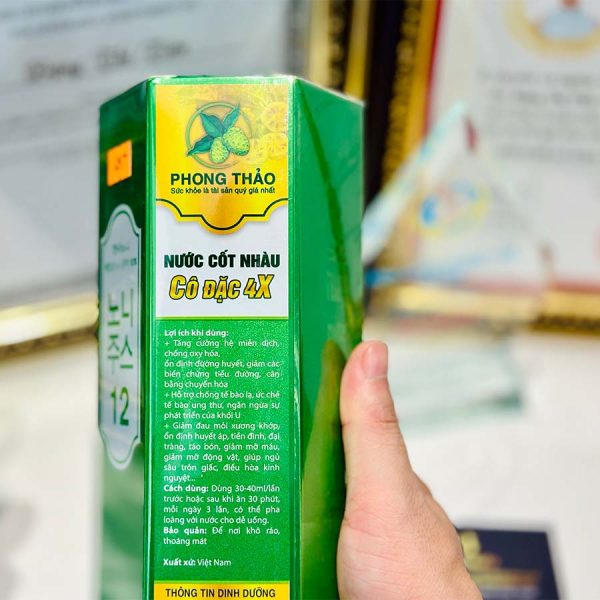 PHONG THẢO
Sức khỏe là tài sản quý giá nhất
NƯỚC CỐT NHÀU
CÔ ĐẶC 4X
Lợi ích khi dùng:
+ Tăng cường hệ miễn dịch,
chống oxy hóa,
ổn định đường huyết, giảm các
biến chứng tiểu đường, cân
bằng chuyển hóa
+ Hỗ trợ chống tế bào lạ, ức chế
tế bào ung thư, ngăn ngừa sự
phát triển của khối U
+ Giảm đau mỏi xương khớp,
ổn định huyết áp, tiền đình, đại
tràng, táo bón, giảm mỡ máu,
giảm mỡ động vật, giúp ngủ
sâu tròn giấc, điều hòa kinh
nguyệt...
Cách dùng: Dùng 30-40ml/lần
trước hoặc sau khi ăn 30 phút,
mỗi ngày 3 lần, có thể pha
loãng với nước cho dễ uống.
Bảo quản: Để nơi khô ráo,
thoáng mát
Xuất xứ: Việt Nam
THÔNG TIN DINH DƯỠNG
노니
주스
12